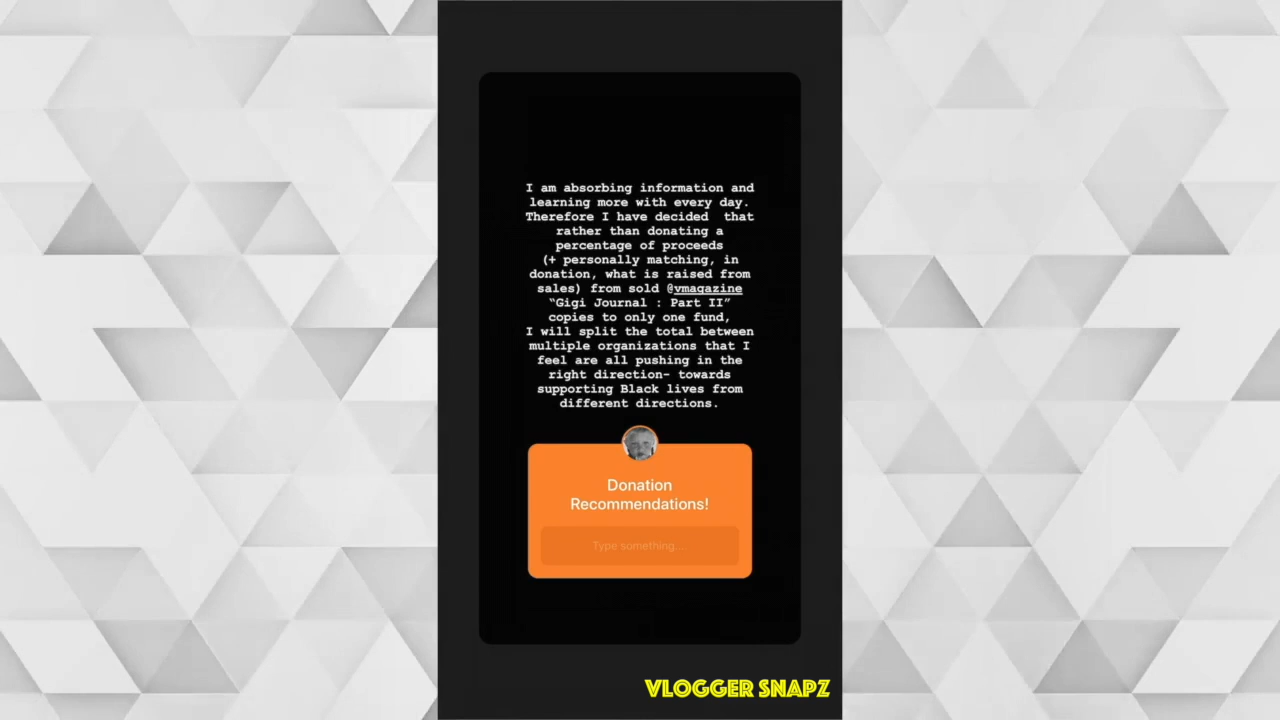 I am absorbing information and
learning more with every day.
Therefore I have decided  that
rather than donating a
percentage of proceeds
(+ personally matching, in
donation, what is raised from
sales) from sold @vmagazine
“Gigi Journal : Part II”
copies to only one fund,
I will split the total between
multiple organizations that I
feel are all pushing in the
right direction- towards
supporting Black lives from
different directions.
Donation
Recommendations!
Type something...
VLOGGER SNAPZ